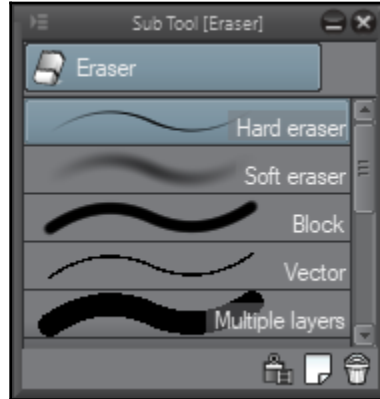 Sub Tool [Eraser]
Eraser
Hard eraser
Soft eraser
Block
Vector
Multiple layers